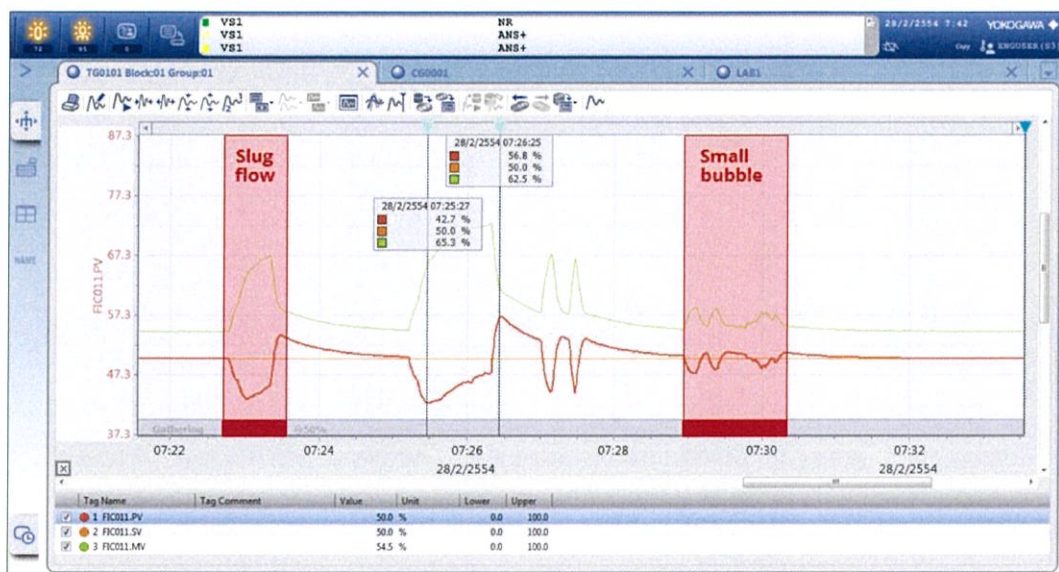 VS1 NR
VS1 ANS+
VS1 ANS+
28/2/2554 7:42 YOKOGAWA
Copy ENGUSER
TG0101 Block:01 Group:01
CG0001
LAB1
NAME
FIC011.PV
87.3
77.3
67.3
57.3
47.3
37.3
Slug
flow
28/2/2554 07:26:25
56.8 %
50.0 %
62.5 %
28/2/2554 07:25:27
42.7 %
50.0 %
65.3 %
Small
bubble
Gathering
07:22 07:24 07:26 07:28 07:30 07:32
28/2/2554 28/2/2554
Tag Name Tag Comment Value Unit Lower Upper
1 FIC011.PV 50.0 % 0.0 100.0
2 FIC011.SV 50.0 % 0.0 100.0
3 FIC011.MV 54.5 % 0.0 100.0